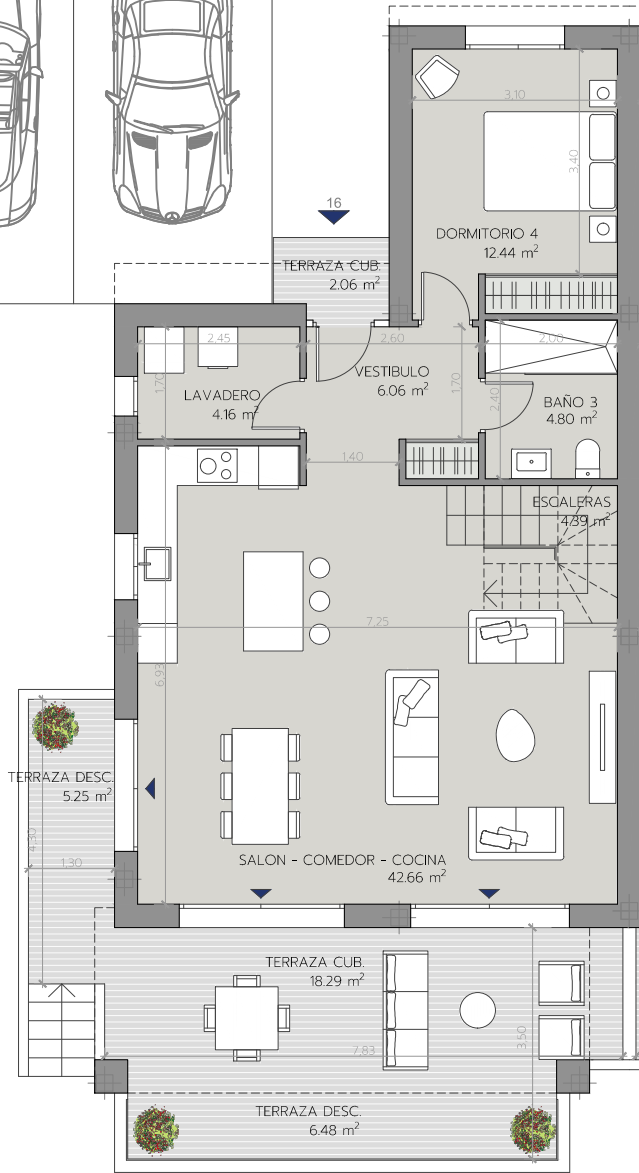 3,10
3,40
DORMITORIO 4
12.44 m²
16
TERRAZA CUB.
2.06 m²
2,45
2,60
2,00
1,70
LAVADERO
4.16 m²
VESTIBULO
6.06 m²
1,70
2,40
BAÑO 3
4.80 m²
1,40
ESCALERAS
4.39 m²
7,25
6,93
TERRAZA DESC.
5.25 m²
4,30
1,30
SALON - COMEDOR - COCINA
42.66 m²
TERRAZA CUB.
18.29 m²
3,50
7,83
TERRAZA DESC.
6.48 m²